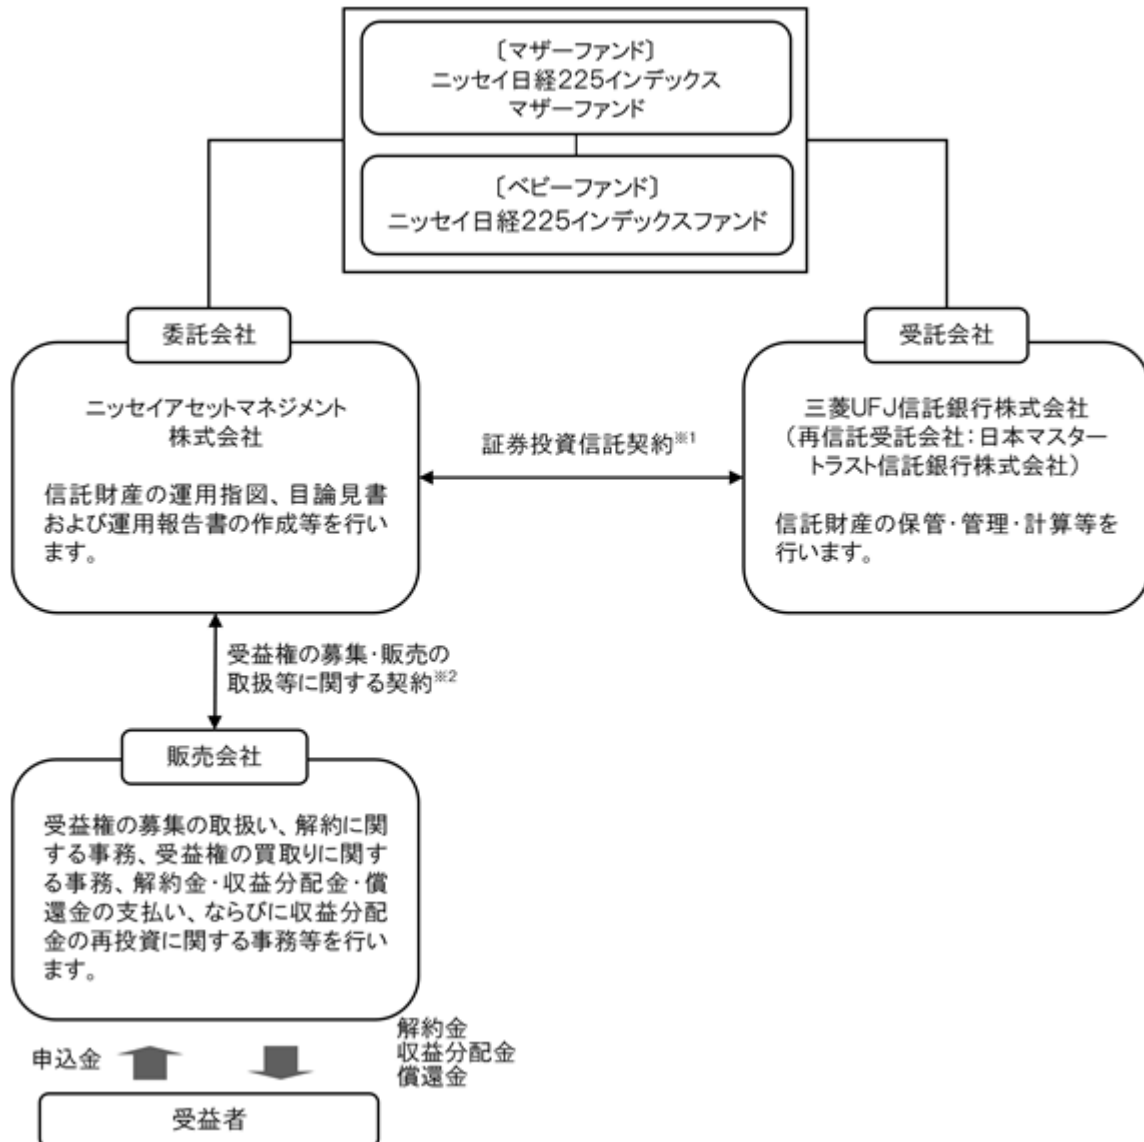 〔マザーファンド〕
ニッセイ日経225インデックス
マザーファンド
〔ベビーファンド〕
ニッセイ日経225インデックスファンド
委託会社
ニッセイアセットマネジメント
株式会社
信託財産の運用指図、目論見書
および運用報告書の作成等を行い
ます。
証券投資信託契約※1
受託会社
三菱UFJ信託銀行株式会社
（再信託受託会社：日本マスター
トラスト信託銀行株式会社）
信託財産の保管・管理・計算等を
行います。
受益権の募集・販売の
取扱等に関する契約※2
販売会社
受益権の募集の取扱い、解約に関
する事務、受益権の買取りに関す
る事務、解約金・収益分配金・償
還金の支払い、ならびに収益分配
金の再投資に関する事務等を行い
ます。
申込金
解約金
収益分配金
償還金
受益者